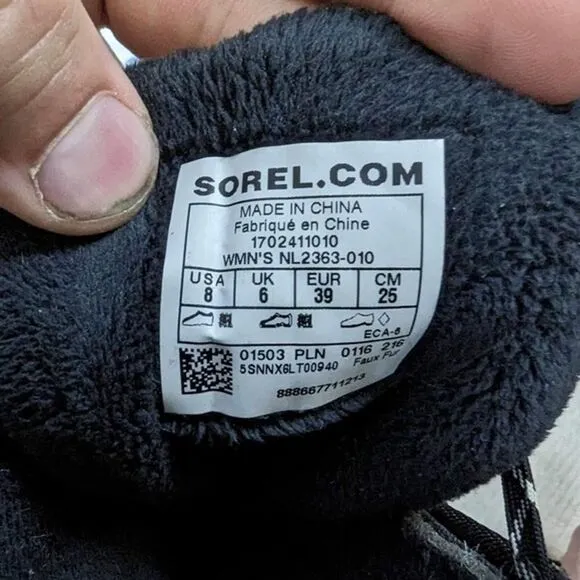 SOREL.COM
MADE IN CHINA
Fabriqué en Chine
1702411010
WMN'S NL2363-010
USA UK EUR CM
8 6 39 25
ECA-6
01503 PLN 0116 216
5SNNX6LT00940 Faux Fur
888667711213